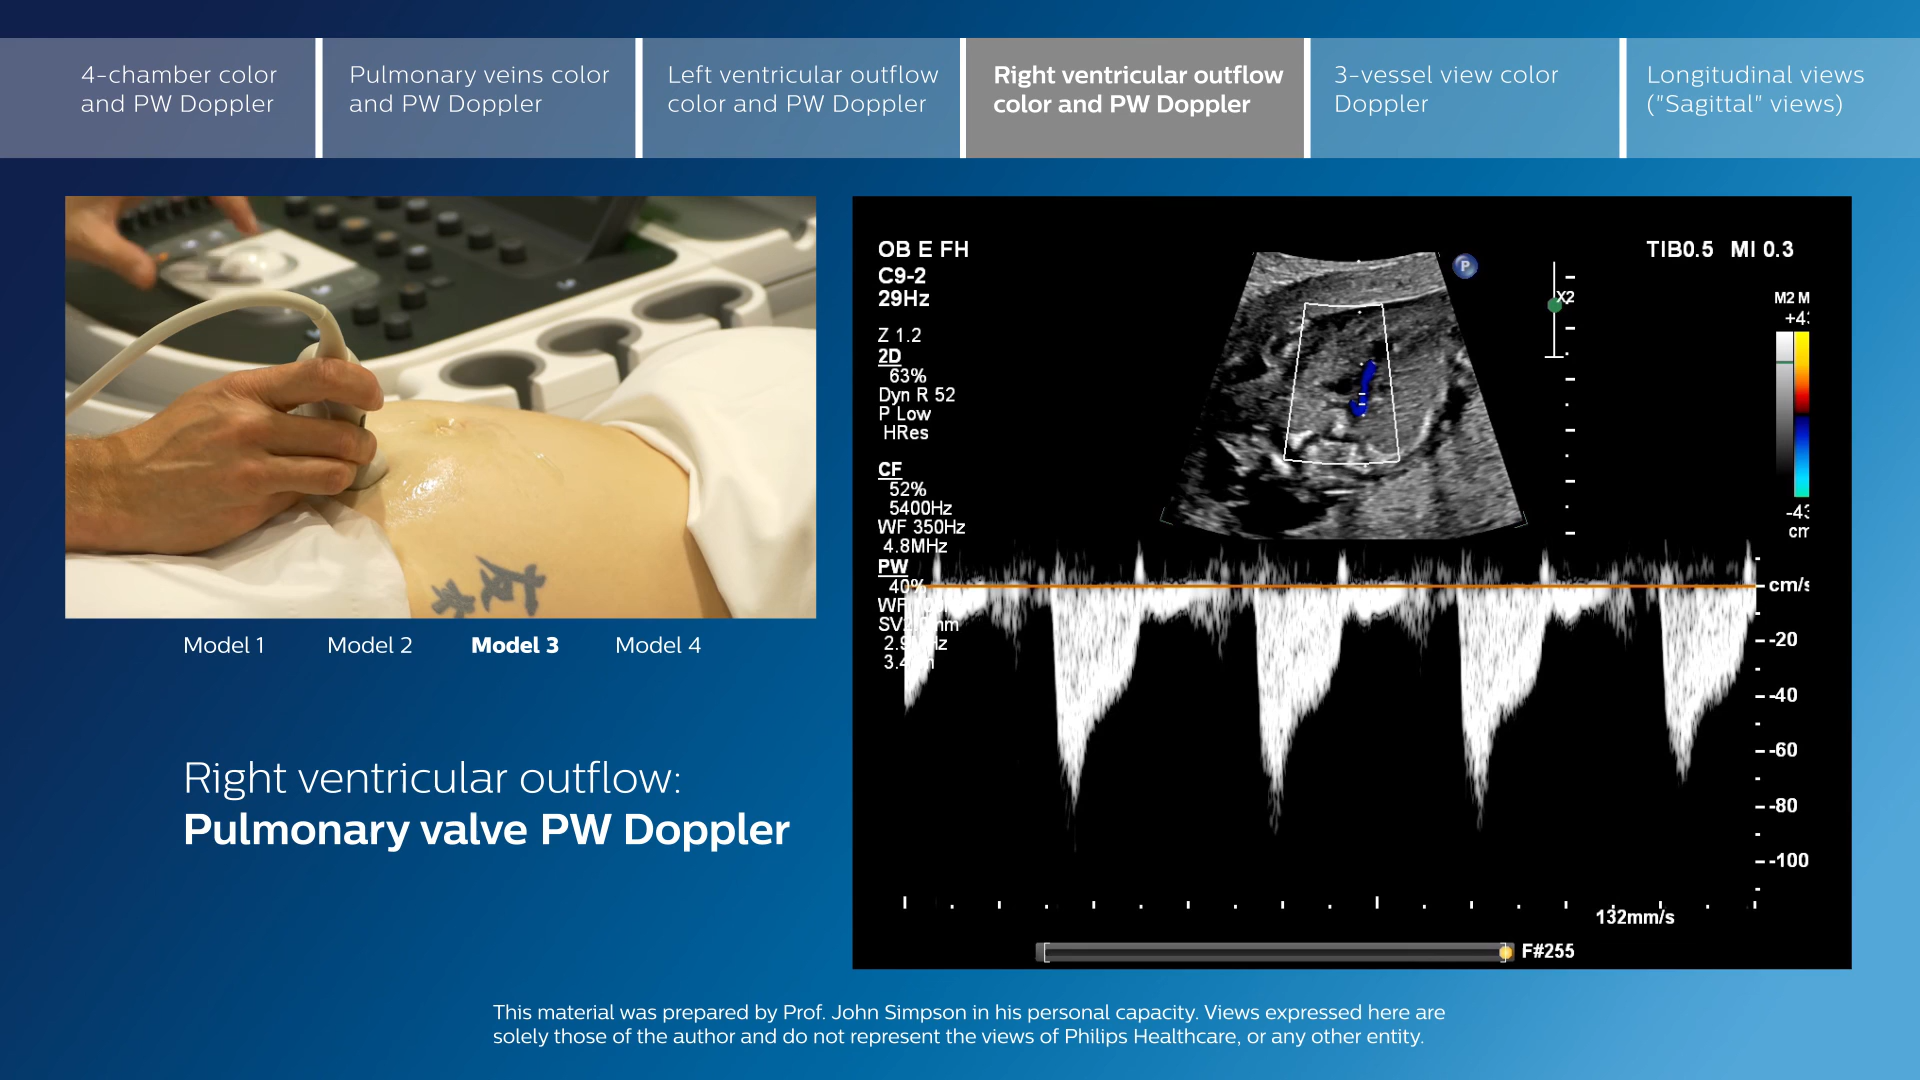 4-chamber color
and PW Doppler
Pulmonary veins color
and PW Doppler
Left ventricular outflow
color and PW Doppler
Right ventricular outflow
color and PW Doppler
3-vessel view color
Doppler
Longitudinal views
("Sagittal" views)
OB E FH
C9-2
29Hz
Z 1.2
2D
63%
Dyn R 52
P Low
HRes
CF
52%
5400Hz
WF 350Hz
4.8MHz
PW
40%
WF
P
X2
TIB0.5 MI 0.3
M2 M
cm/s
-20
-40
-60
-80
-100
132mm/s
F#255
Model 1
Model 2
Model 3
Model 4
Right ventricular outflow:
Pulmonary valve PW Doppler
This material was prepared by Prof. John Simpson in his personal capacity. Views expressed here are
solely those of the author and do not represent the views of Philips Healthcare, or any other entity.